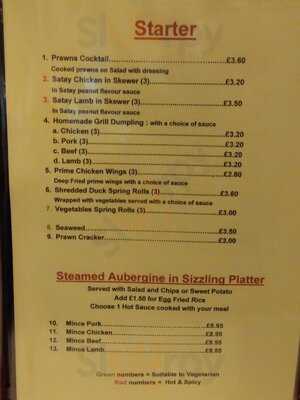 Starter
1. Prawns Cocktail......................................£3.60
Cooked prawns on Salad with dressing
2. Satay Chicken in Skewer (3)..........................£3.20
In Satay peanut flavour sauce
3. Satay Lamb in Skewer (3)..........................£3.50
In Satay peanut flavour sauce
4. Homemade Grill Dumpling : with a choice of sauce
a. Chicken (3)......................................£3.20
b. Pork (3)......................................£3.20
c. Beef (3)......................................£3.20
d. Lamb (3)......................................£3.20
5. Prime Chicken Wings (3)..........................£2.80
Deep Fried prime wings with a choice of sauce
6. Shredded Duck Spring Rolls (3)..........................£3.60
Wrapped with vegetables served with a choice of sauce
7. Vegetables Spring Rolls (3)..........................£3.00
8. Seaweed......................................£3.50
9. Prawn Cracker......................................£2.00
Steamed Aubergine in Sizzling Platter
Served with Salad and Chips or Sweet Potato
Add £1.50 for Egg Fried Rice
Choose 1 Hot Sauce cooked with your meal
10. Mince Pork......................................£8.95
11. Mince Chicken......................................£8.95
12. Mince Beef......................................£8.95
13. Mince Lamb......................................£8.95
Green numbers = Suitable to Vegetarian
Red numbers = Hot & Spicy